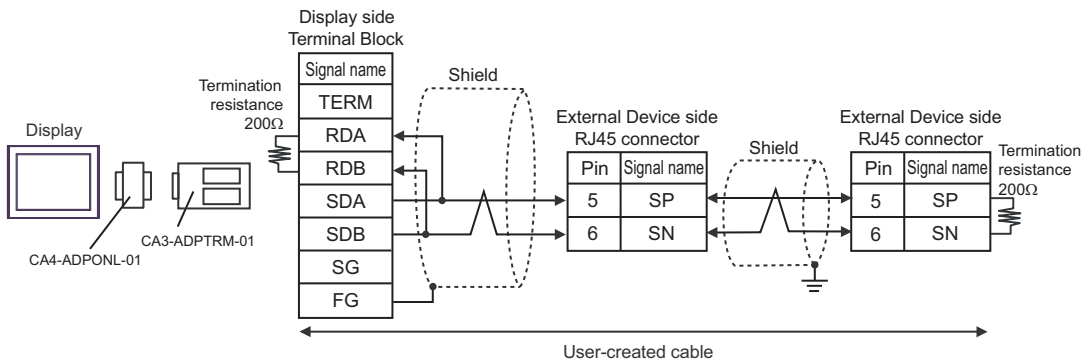 Display side
Terminal Block
Signal name
TERM
RDA
RDB
SDA
SDB
SG
FG
Termination
resistance
200Ω
Display
CA4-ADPONL-01
CA3-ADPTRM-01
Shield
External Device side
RJ45 connector
Pin Signal name
5 SP
6 SN
Shield
External Device side
RJ45 connector
Pin Signal name
5 SP
6 SN
Termination
resistance
200Ω
User-created cable